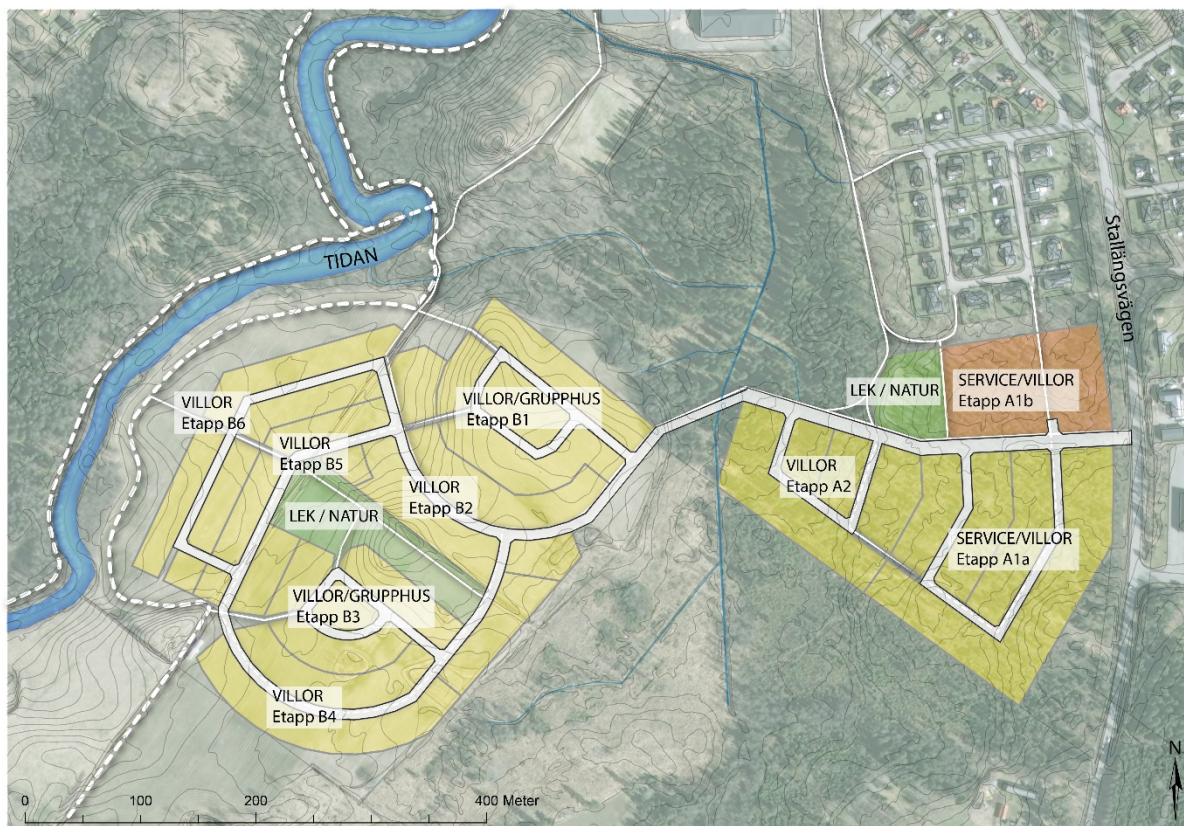 TIDAN
Stallängsvägen
LEK / NATUR
SERVICE/VILLOR
Etapp A1b
VILLOR
Etapp B6
VILLOR/GRUPPHUS
Etapp B1
VILLOR
Etapp B5
VILLOR
Etapp B2
VILLOR
Etapp A2
LEK / NATUR
SERVICE/VILLOR
Etapp A1a
VILLOR/GRUPPHUS
Etapp B3
VILLOR
Etapp B4
N
0 100 200 400 Meter